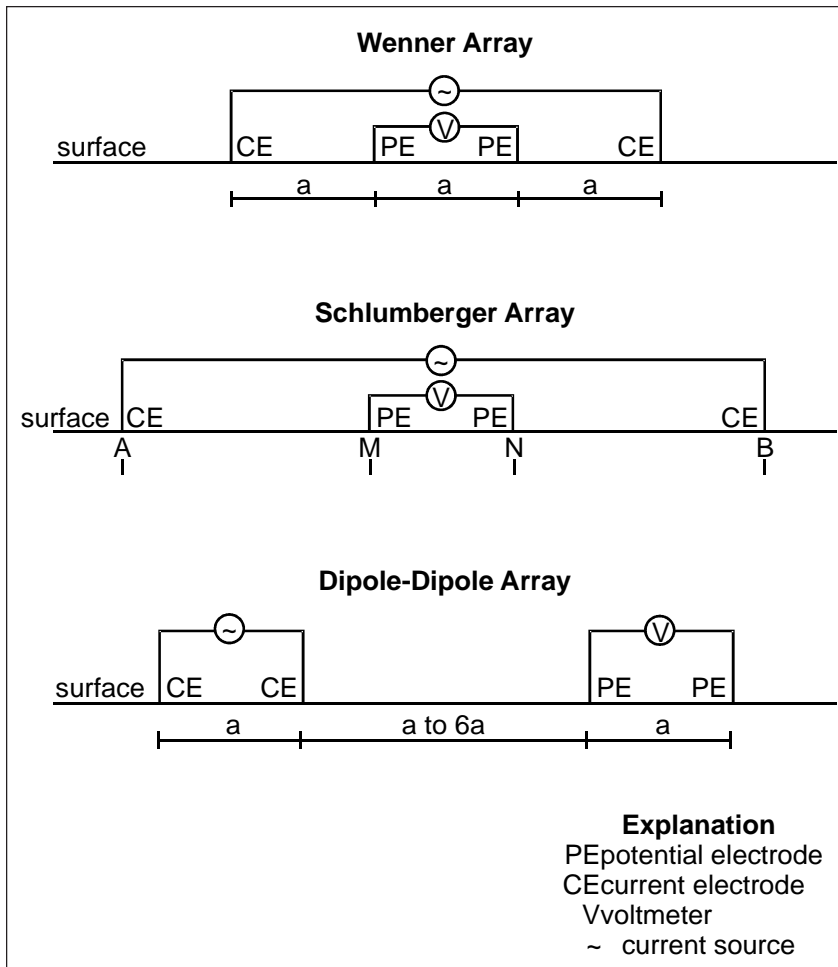 Wenner Array
~
V
surface CE PE PE CE
a a a
Schlumberger Array
~
V
surface CE PE PE CE
A M N B
Dipole-Dipole Array
~ V
surface CE CE PE PE
a a to 6a a
Explanation
PEpotential electrode
CEcurrent electrode
Vvoltmeter
~ current source